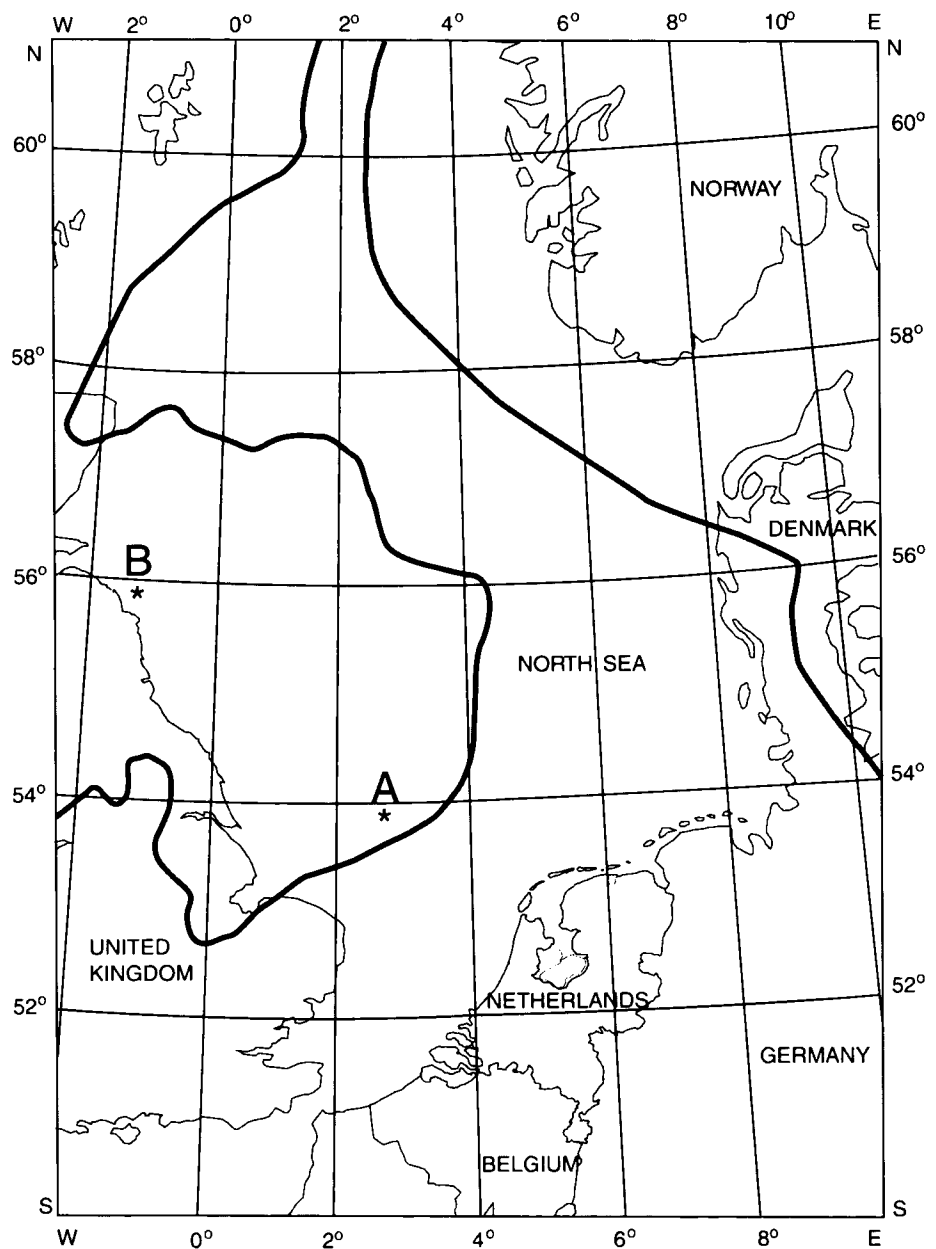 W 2° 0° 2° 4° 6° 8° 10° E
N N
60° 60°
NORWAY
58° 58°
DENMARK
B
*
56° 56°
NORTH SEA
A
*
54° 54°
UNITED
KINGDOM
52° 52°
NETHERLANDS
GERMANY
BELGIUM
S S
W 0° 2° 4° 6° 8° E